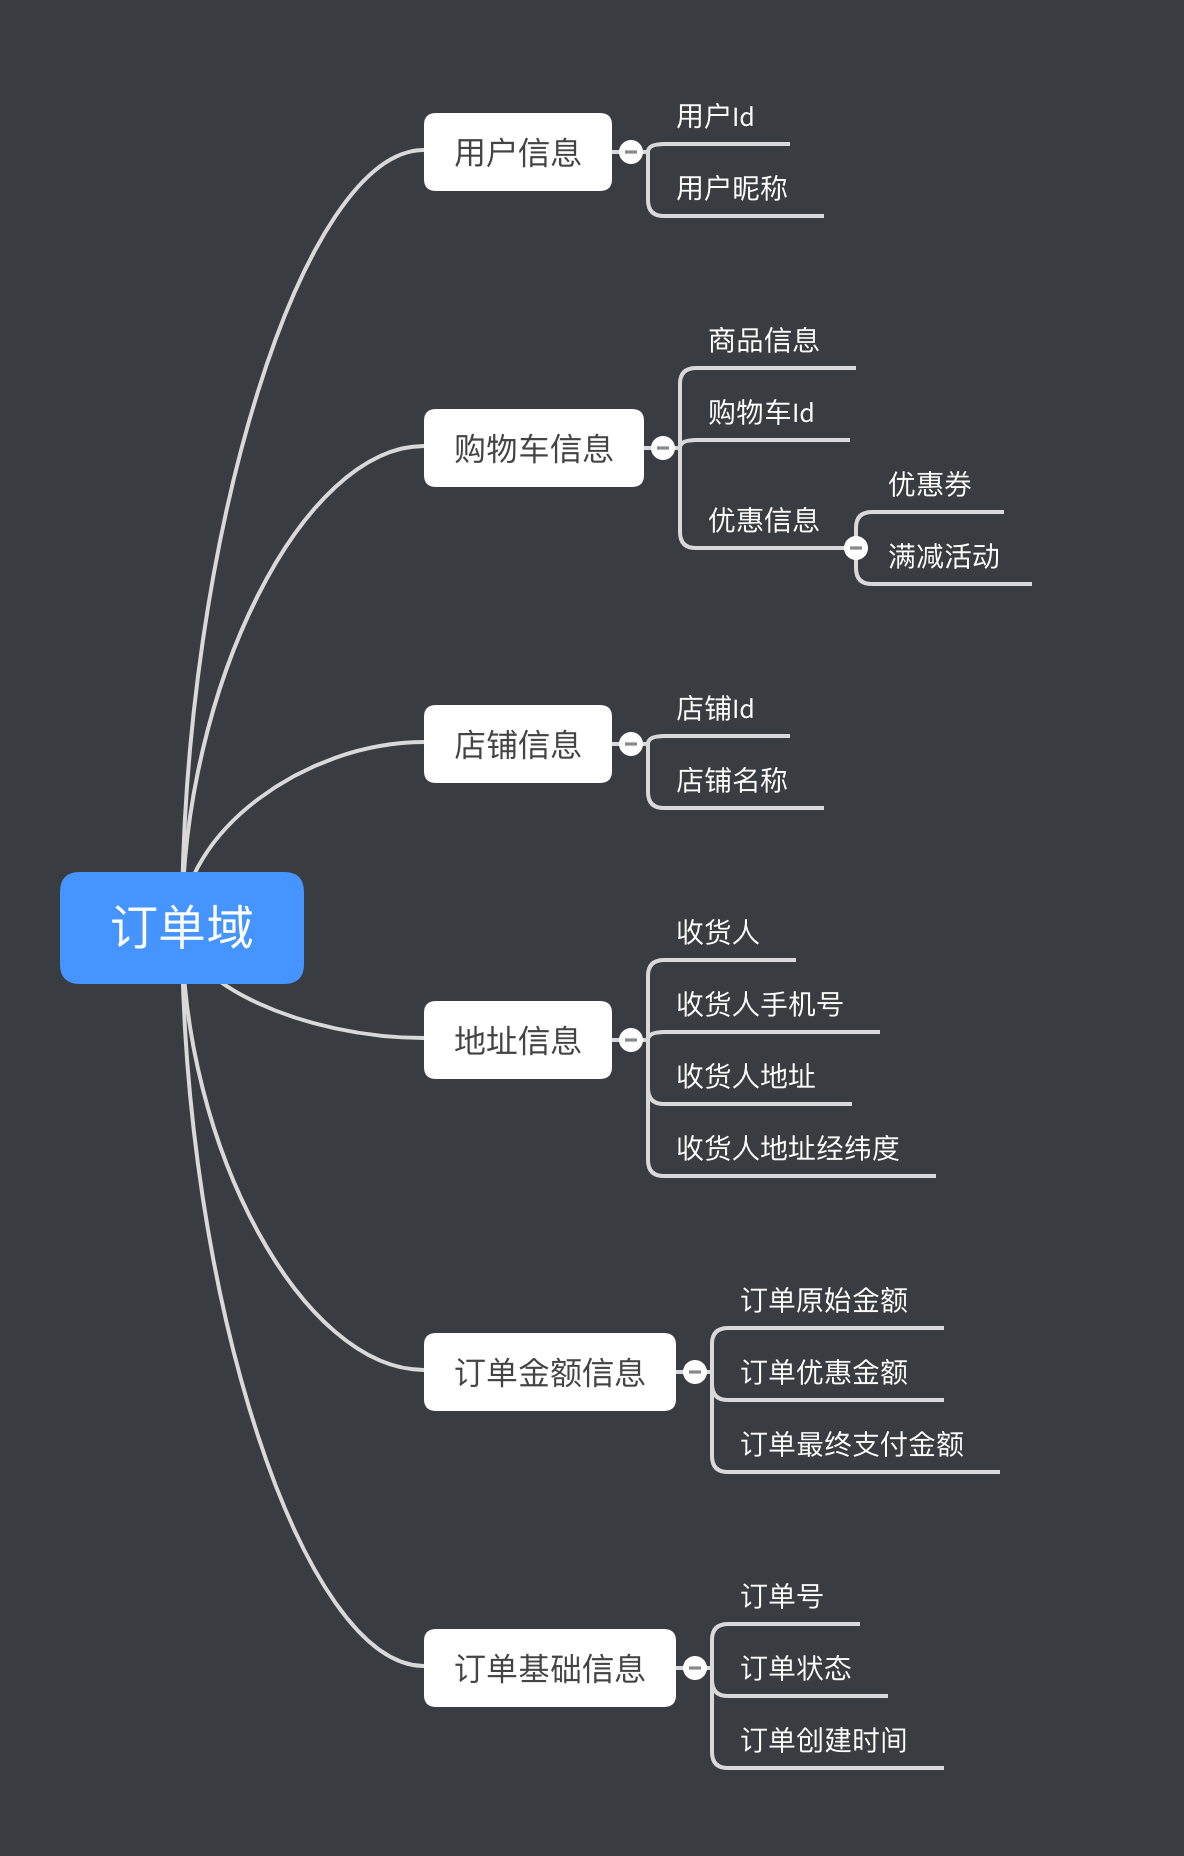 订单域
用户信息
用户Id
用户昵称
购物车信息
商品信息
购物车Id
优惠信息
优惠券
满减活动
店铺信息
店铺Id
店铺名称
地址信息
收货人
收货人手机号
收货人地址
收货人地址经纬度
订单金额信息
订单原始金额
订单优惠金额
订单最终支付金额
订单基础信息
订单号
订单状态
订单创建时间